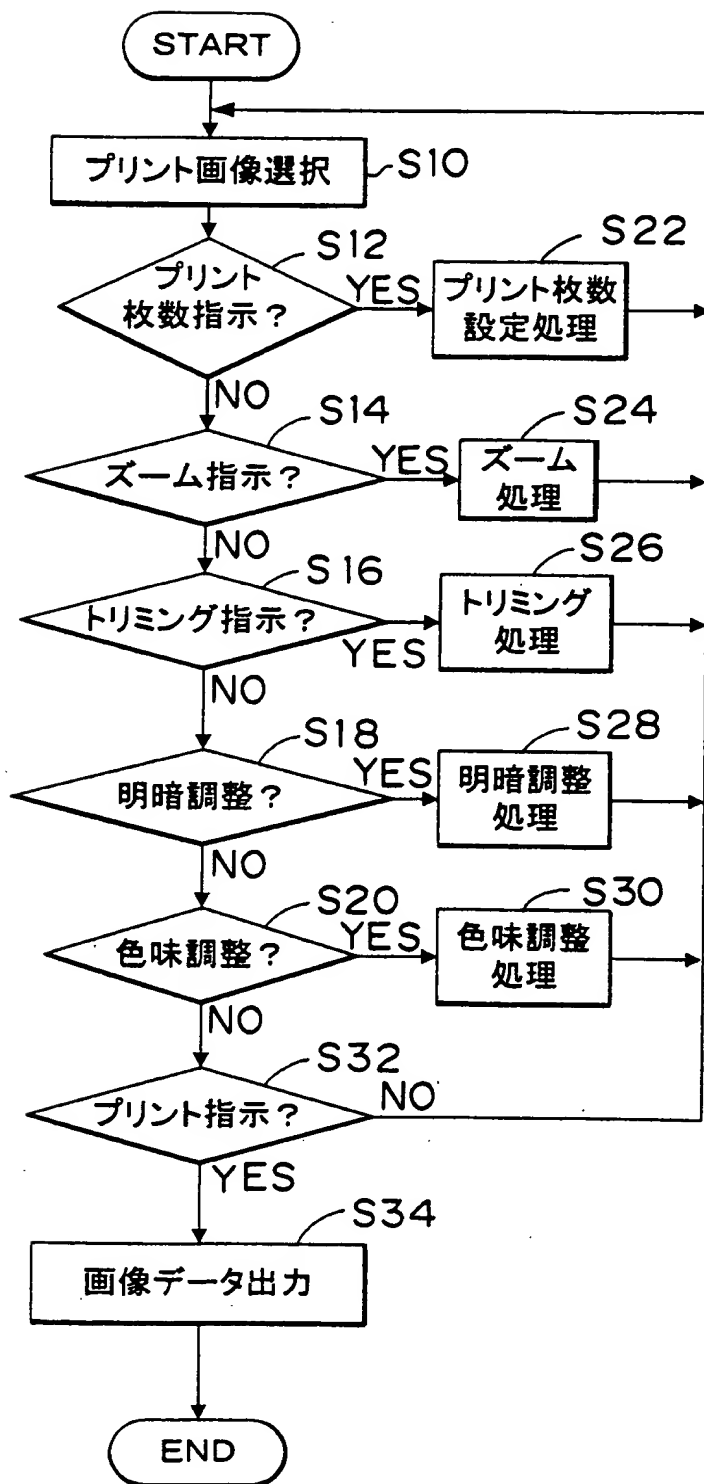 START
プリント画像選択
S10
S12
プリント
枚数指示?
YES
S22
プリント枚数
設定処理
NO
S14
ズーム指示?
YES
S24
ズーム
処理
NO
S16
トリミング指示?
YES
S26
トリミング
処理
NO
S18
明暗調整?
YES
S28
明暗調整
処理
NO
S20
色味調整?
YES
S30
色味調整
処理
NO
S32
プリント指示?
NO
YES
S34
画像データ出力
END